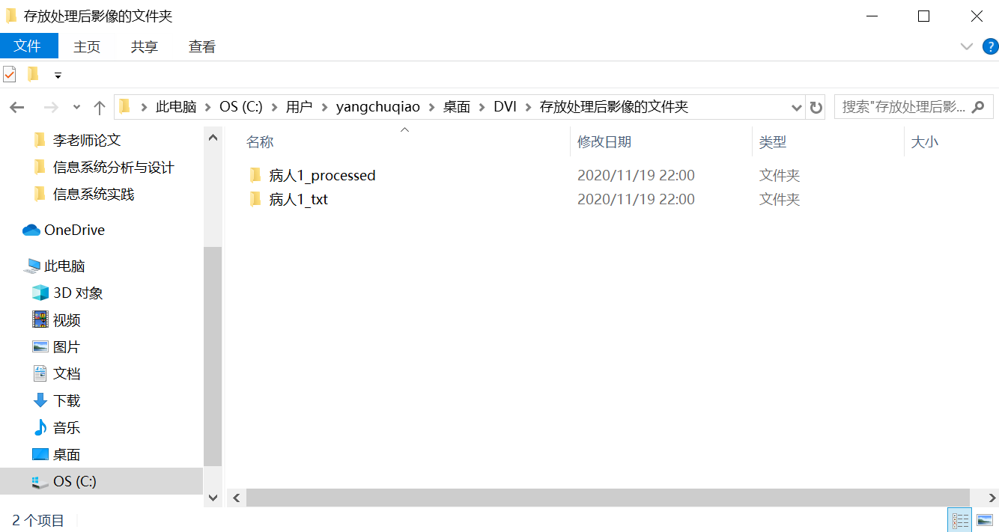 存放处理后影像的文件夹
文件 主页 共享 查看
此电脑 OS (C:) 用户 yangchuqiao 桌面 DVI 存放处理后影像的文件夹 搜索"存放处理后影...
李老师论文
信息系统分析与设计
信息系统实践
OneDrive
此电脑
3D 对象
视频
图片
文档
下载
音乐
桌面
OS (C:)
名称 修改日期 类型 大小
病人1_processed 2020/11/19 22:00 文件夹
病人1_txt 2020/11/19 22:00 文件夹
2 个项目